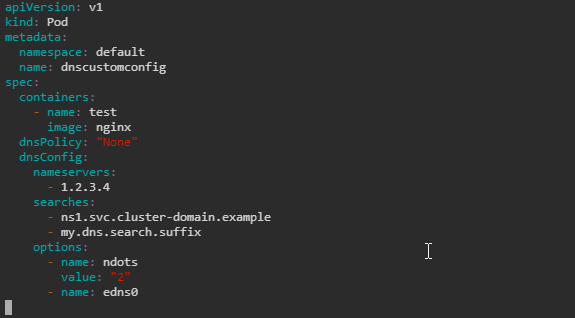 apiVersion: v1
kind: Pod
metadata:
  namespace: default
  name: dnscustomconfig
spec:
  containers:
    - name: test
      image: nginx
  dnsPolicy: "None"
  dnsConfig:
    nameservers:
      - 1.2.3.4
    searches:
      - ns1.svc.cluster-domain.example
      - my.dns.search.suffix
    options:
      - name: ndots
        value: "2"
      - name: edns0